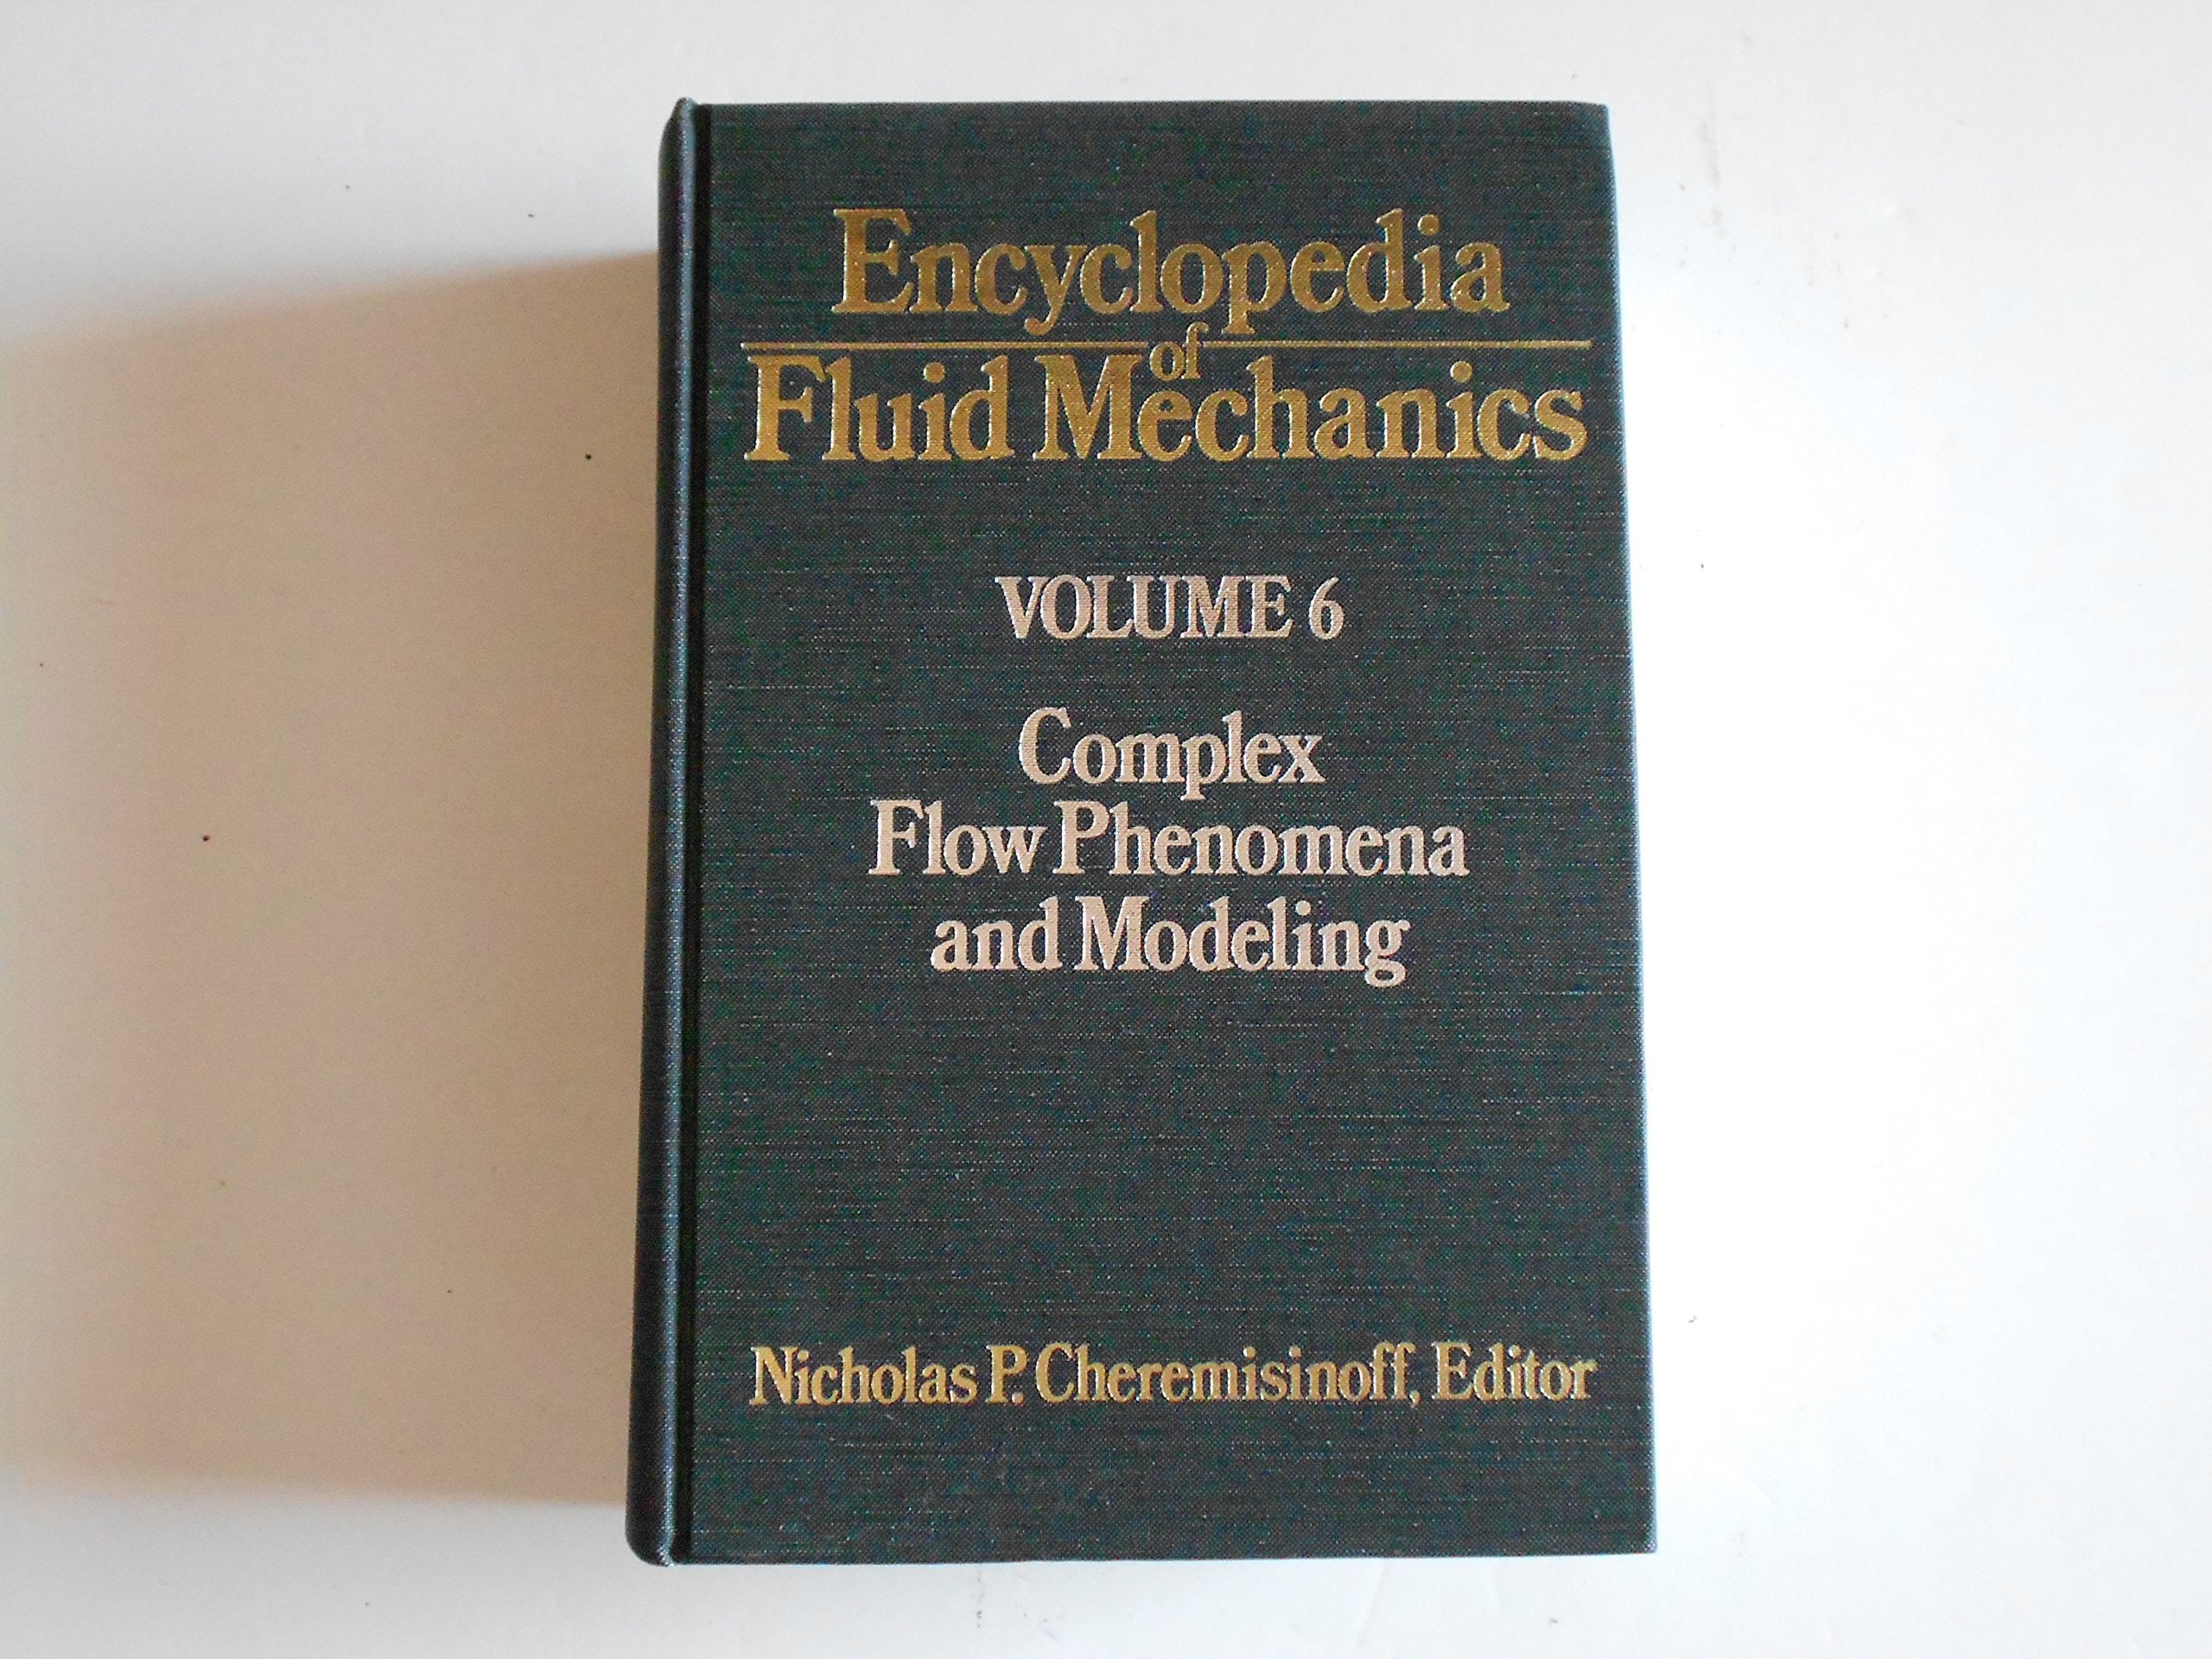 Encyclopedia
of
Fluid Mechanics
VOLUME 6
Complex
Flow Phenomena
and Modeling
Nicholas P. Cheremisinoff, Editor